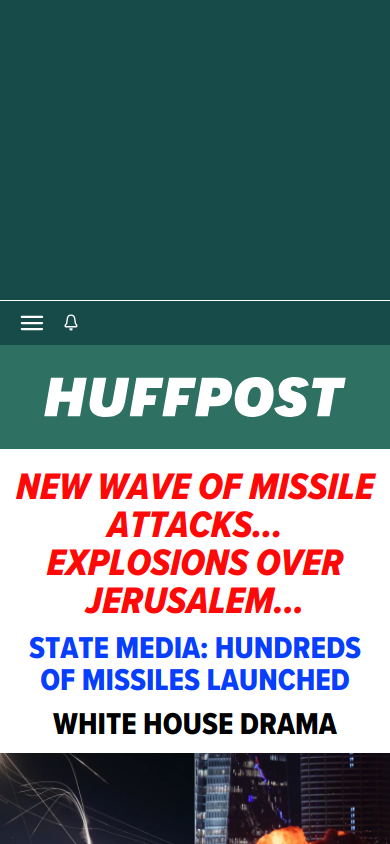 HUFFPOST
NEW WAVE OF MISSILE
ATTACKS...
EXPLOSIONS OVER
JERUSALEM...
STATE MEDIA: HUNDREDS
OF MISSILES LAUNCHED
WHITE HOUSE DRAMA